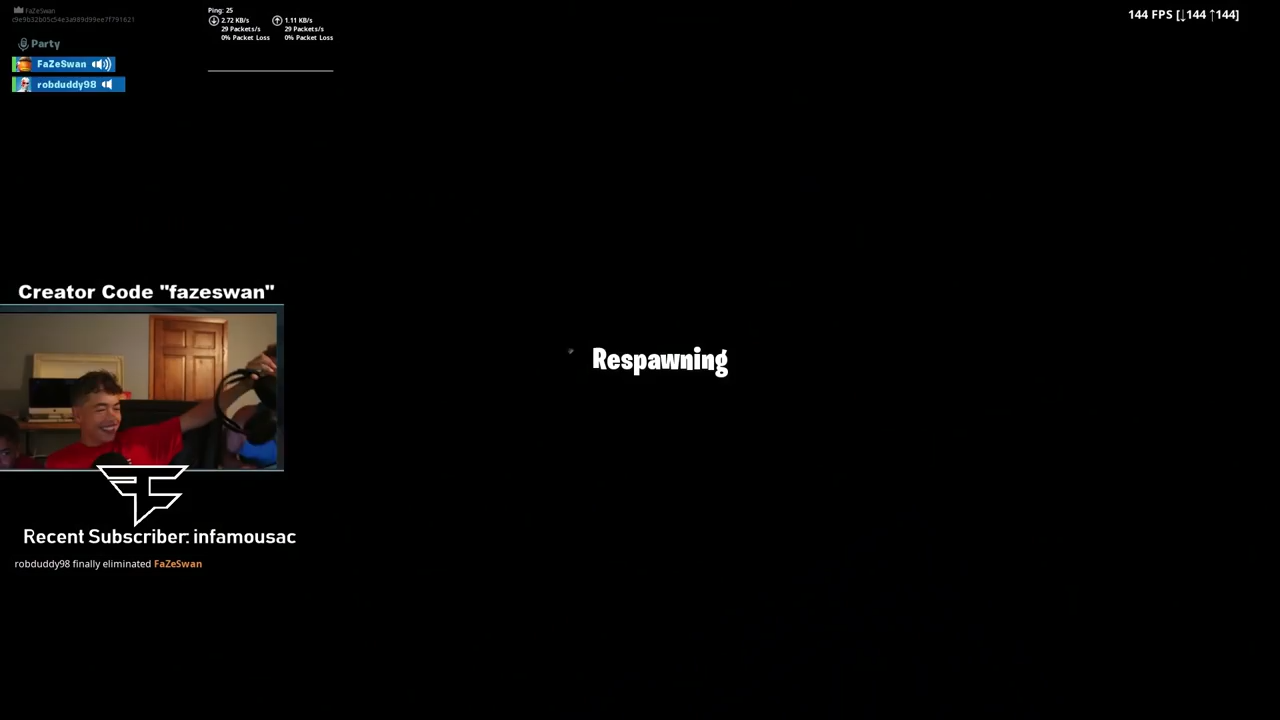 FaZeSwan
Ping: 25
2.72 KB/s 1.11 KB/s
29 Packets/s 29 Packets/s
0% Packet Loss 0% Packet Loss
144 FPS [↓144 ↑144]
Party
FaZeSwan
robduddy98
Creator Code "fazeswan"
Respawning
Recent Subscriber: infamousac
robduddy98 finally eliminated FaZeSwan